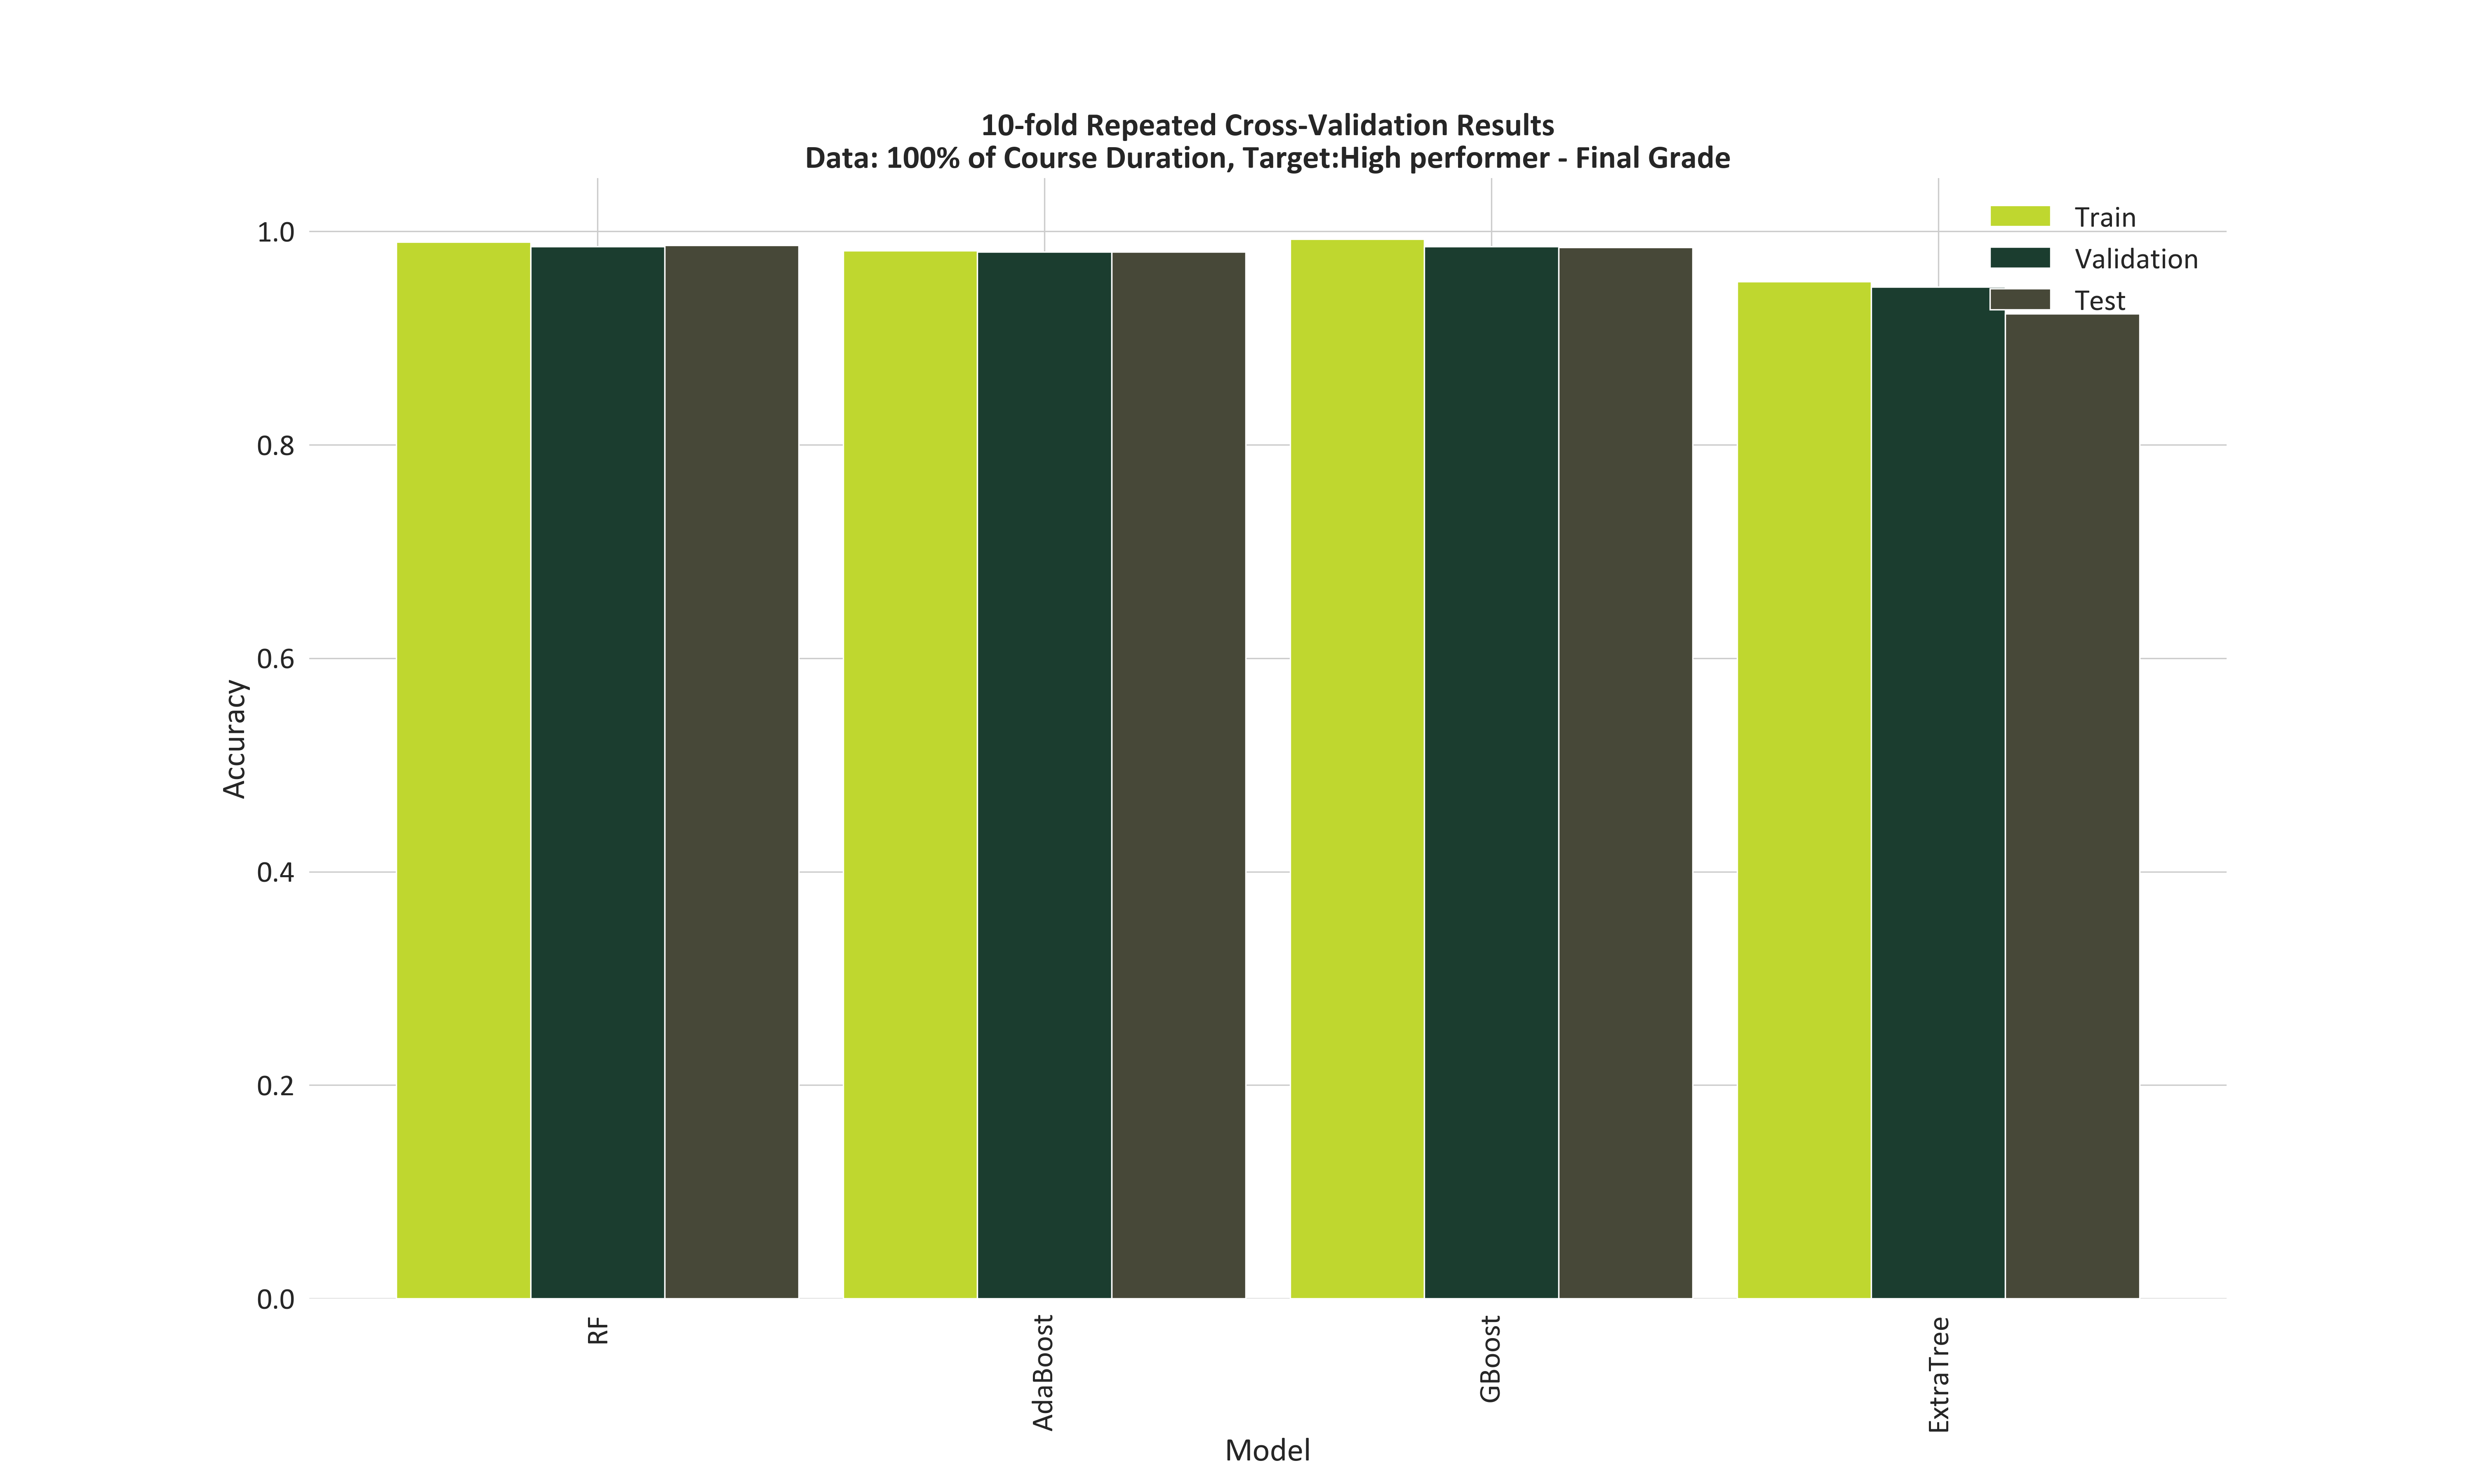 10-fold Repeated Cross-Validation Results
Data: 100% of Course Duration, Target:High performer - Final Grade
Train
Validation
Test
1.0
0.8
0.6
0.4
0.2
0.0
Accuracy
RF
AdaBoost
GBoost
ExtraTree
Model